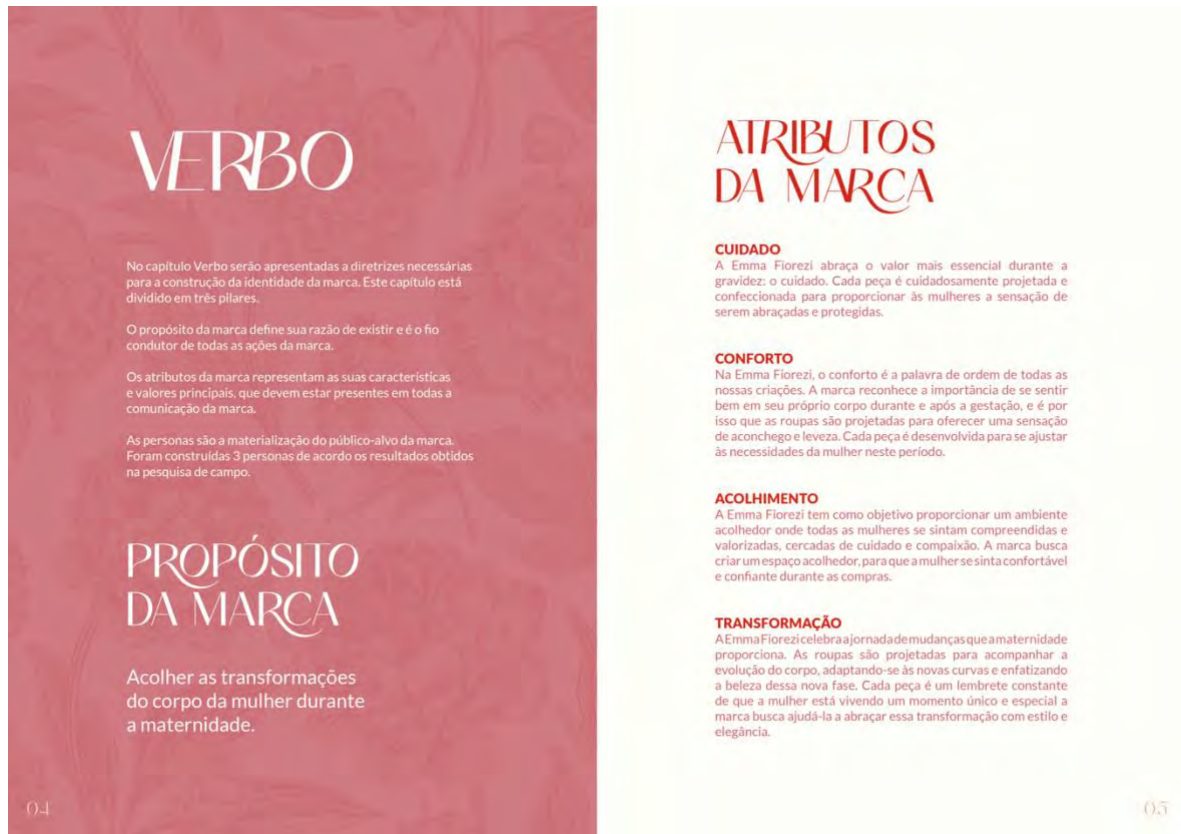 VERBO
No capítulo Verbo serão apresentadas a diretrizes necessárias
para a construção da identidade da marca. Este capítulo está
dividido em três pilares.
O propósito da marca define sua razão de existir e é o fio
condutor de todas as ações da marca.
Os atributos da marca representam as suas características
e valores principais, que devem estar presentes em todas a
comunicação da marca.
As personas são a materialização do público-alvo da marca.
Foram construídas 3 personas de acordo os resultados obtidos
na pesquisa de campo.
PROPÓSITO
DA MARCA
Acolher as transformações
do corpo da mulher durante
a maternidade.
04
ATRIBUTOS
DA MARCA
CUIDADO
A Emma Fiorezi abraça o valor mais essencial durante a
gravidez: o cuidado. Cada peça é cuidadosamente projetada e
confeccionada para proporcionar às mulheres a sensação de
serem abraçadas e protegidas.
CONFORTO
Na Emma Fiorezi, o conforto é a palavra de ordem de todas as
nossas criações. A marca reconhece a importância de se sentir
bem em seu próprio corpo durante e após a gestação, e é por
isso que as roupas são projetadas para oferecer uma sensação
de aconchego e leveza. Cada peça é desenvolvida para se ajustar
às necessidades da mulher neste período.
ACOLHIMENTO
A Emma Fiorezi tem como objetivo proporcionar um ambiente
acolhedor onde todas as mulheres se sintam compreendidas e
valorizadas, cercadas de cuidado e compaixão. A marca busca
criar um espaço acolhedor, para que a mulher se sinta confortável
e confiante durante as compras.
TRANSFORMAÇÃO
A Emma Fiorezi celebra a jornada de mudanças que a maternidade
proporciona. As roupas são projetadas para acompanhar a
evolução do corpo, adaptando-se às novas curvas e enfatizando
a beleza dessa nova fase. Cada peça é um lembrete constante
de que a mulher está vivendo um momento único e especial a
marca busca ajudá-la a abraçar essa transformação com estilo e
elegância.
05